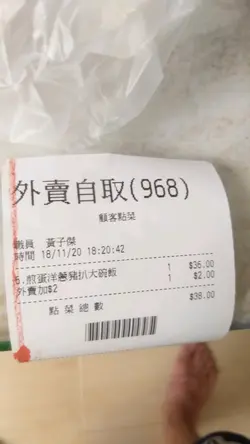 外賣自取(968)
顧客點菜
職員 黃子傑
時間 18/11/20 18:20:42
5.煎蛋洋蔥豬扒大碗飯 1 $36.00
外賣加$2 1 $2.00
點菜總數 $38.00